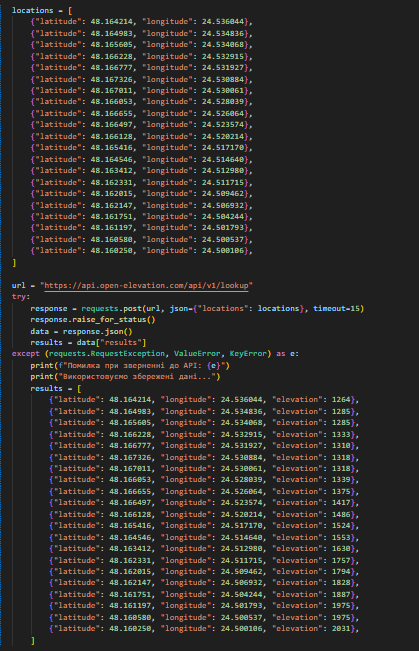 locations = [
{"latitude": 48.164214, "longitude": 24.536044},
{"latitude": 48.164983, "longitude": 24.534836},
{"latitude": 48.165605, "longitude": 24.534068},
{"latitude": 48.166228, "longitude": 24.532915},
{"latitude": 48.166777, "longitude": 24.531927},
{"latitude": 48.167326, "longitude": 24.530884},
{"latitude": 48.167011, "longitude": 24.530061},
{"latitude": 48.166053, "longitude": 24.528039},
{"latitude": 48.166655, "longitude": 24.526064},
{"latitude": 48.166497, "longitude": 24.523574},
{"latitude": 48.166128, "longitude": 24.520214},
{"latitude": 48.165416, "longitude": 24.517170},
{"latitude": 48.164546, "longitude": 24.514640},
{"latitude": 48.163412, "longitude": 24.512980},
{"latitude": 48.162331, "longitude": 24.511715},
{"latitude": 48.162015, "longitude": 24.509462},
{"latitude": 48.162147, "longitude": 24.506932},
{"latitude": 48.161751, "longitude": 24.504244},
{"latitude": 48.161197, "longitude": 24.501793},
{"latitude": 48.160580, "longitude": 24.500537},
{"latitude": 48.160250, "longitude": 24.500106},
]
url = "https://api.open-elevation.com/api/v1/lookup"
try:
response = requests.post(url, json={"locations": locations}, timeout=15)
response.raise_for_status()
data = response.json()
results = data["results"]
except (requests.RequestException, ValueError, KeyError) as e:
print(f"Помилка при зверненні до API: {e}")
print("Використовуємо збережені дані...")
results = [
{"latitude": 48.164214, "longitude": 24.536044, "elevation": 1264},
{"latitude": 48.164983, "longitude": 24.534836, "elevation": 1285},
{"latitude": 48.165605, "longitude": 24.534068, "elevation": 1285},
{"latitude": 48.166228, "longitude": 24.532915, "elevation": 1333},
{"latitude": 48.166777, "longitude": 24.531927, "elevation": 1310},
{"latitude": 48.167326, "longitude": 24.530884, "elevation": 1318},
{"latitude": 48.167011, "longitude": 24.530061, "elevation": 1318},
{"latitude": 48.166053, "longitude": 24.528039, "elevation": 1339},
{"latitude": 48.166655, "longitude": 24.526064, "elevation": 1375},
{"latitude": 48.166497, "longitude": 24.523574, "elevation": 1417},
{"latitude": 48.166128, "longitude": 24.520214, "elevation": 1486},
{"latitude": 48.165416, "longitude": 24.517170, "elevation": 1524},
{"latitude": 48.164546, "longitude": 24.514640, "elevation": 1553},
{"latitude": 48.163412, "longitude": 24.512980, "elevation": 1630},
{"latitude": 48.162331, "longitude": 24.511715, "elevation": 1757},
{"latitude": 48.162015, "longitude": 24.509462, "elevation": 1794},
{"latitude": 48.162147, "longitude": 24.506932, "elevation": 1828},
{"latitude": 48.161751, "longitude": 24.504244, "elevation": 1887},
{"latitude": 48.161197, "longitude": 24.501793, "elevation": 1975},
{"latitude": 48.160580, "longitude": 24.500537, "elevation": 1975},
{"latitude": 48.160250, "longitude": 24.500106, "elevation": 2031},
]